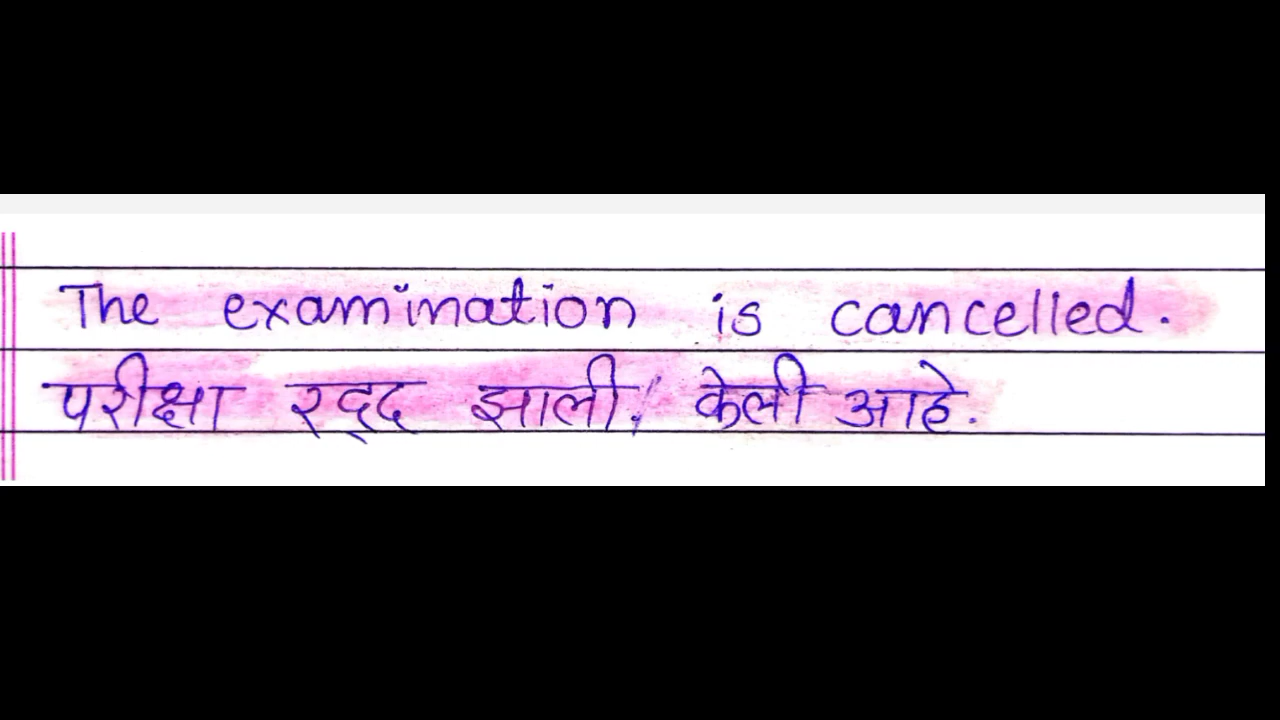 The examination is cancelled.
परीक्षा रद्द झाली/ केली आहे.